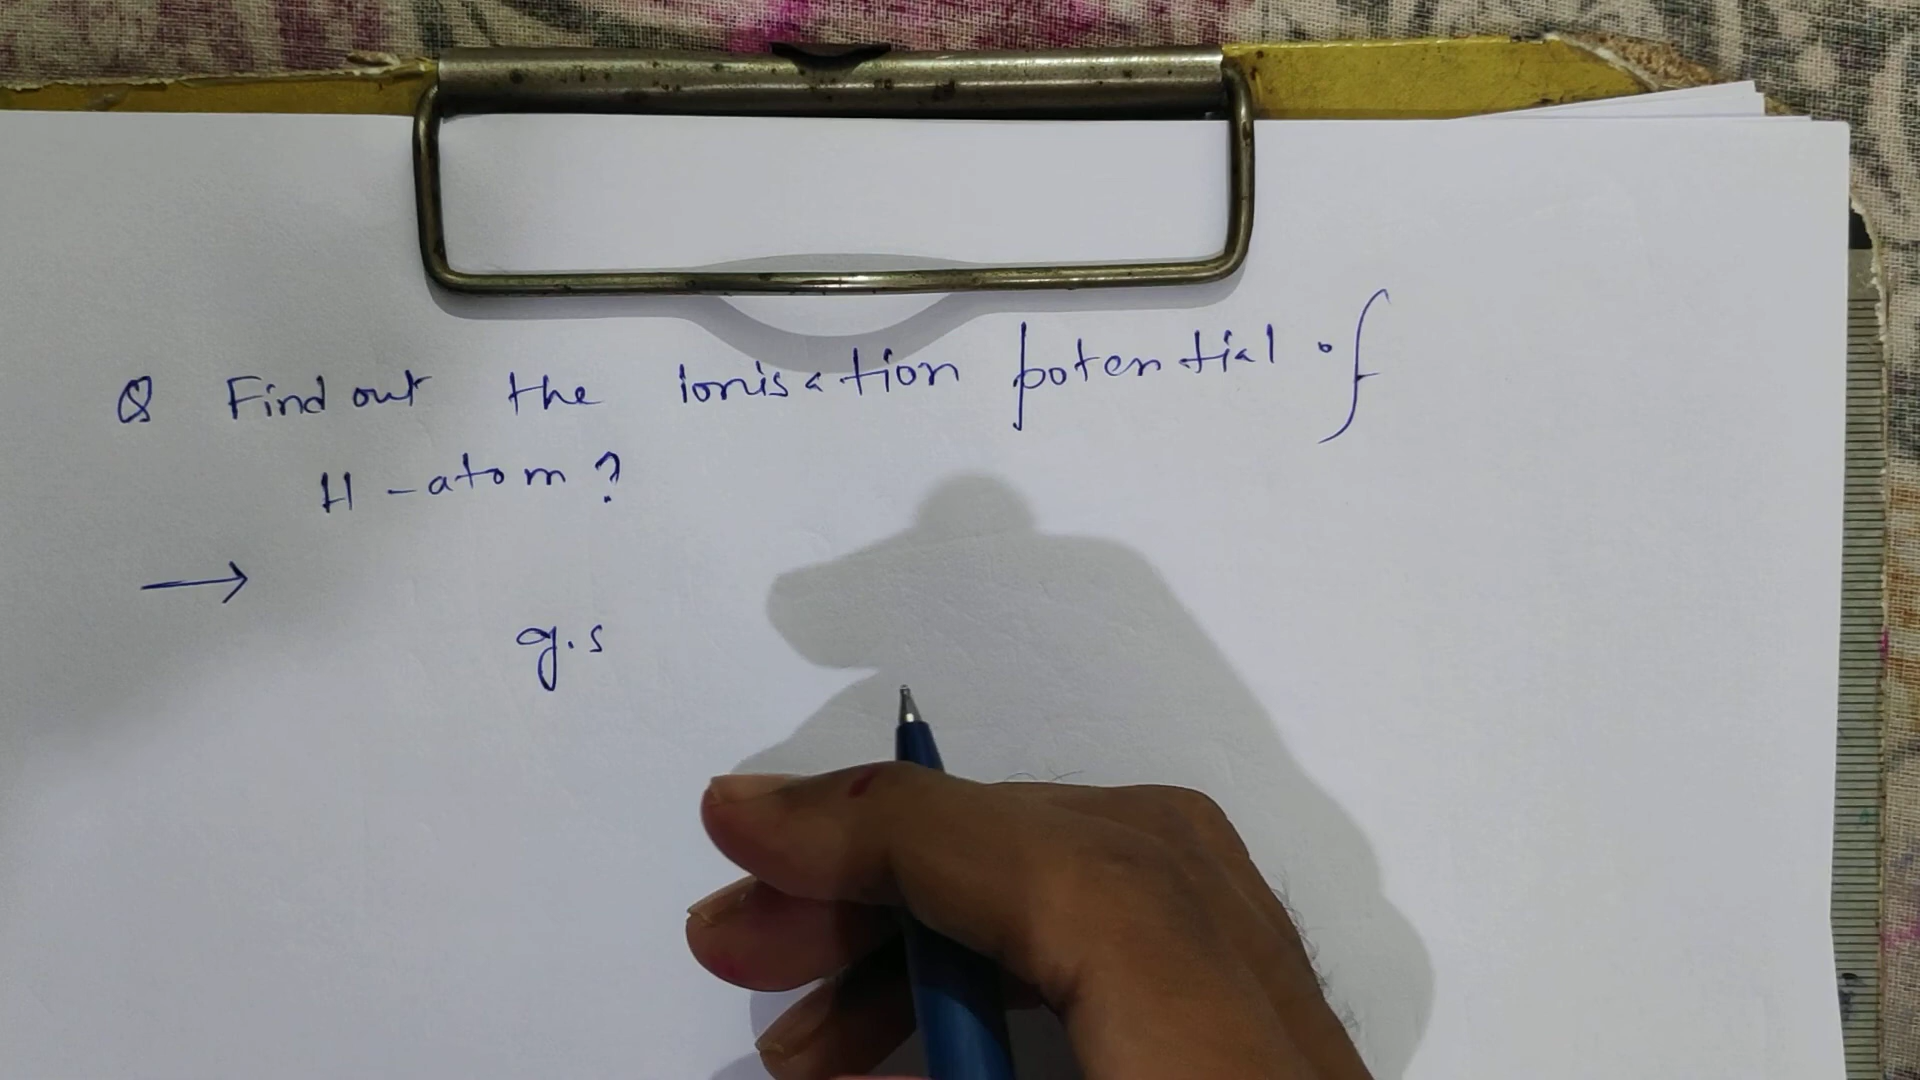 Q Find out the ionisation potential of
H-atom?
→
g.s